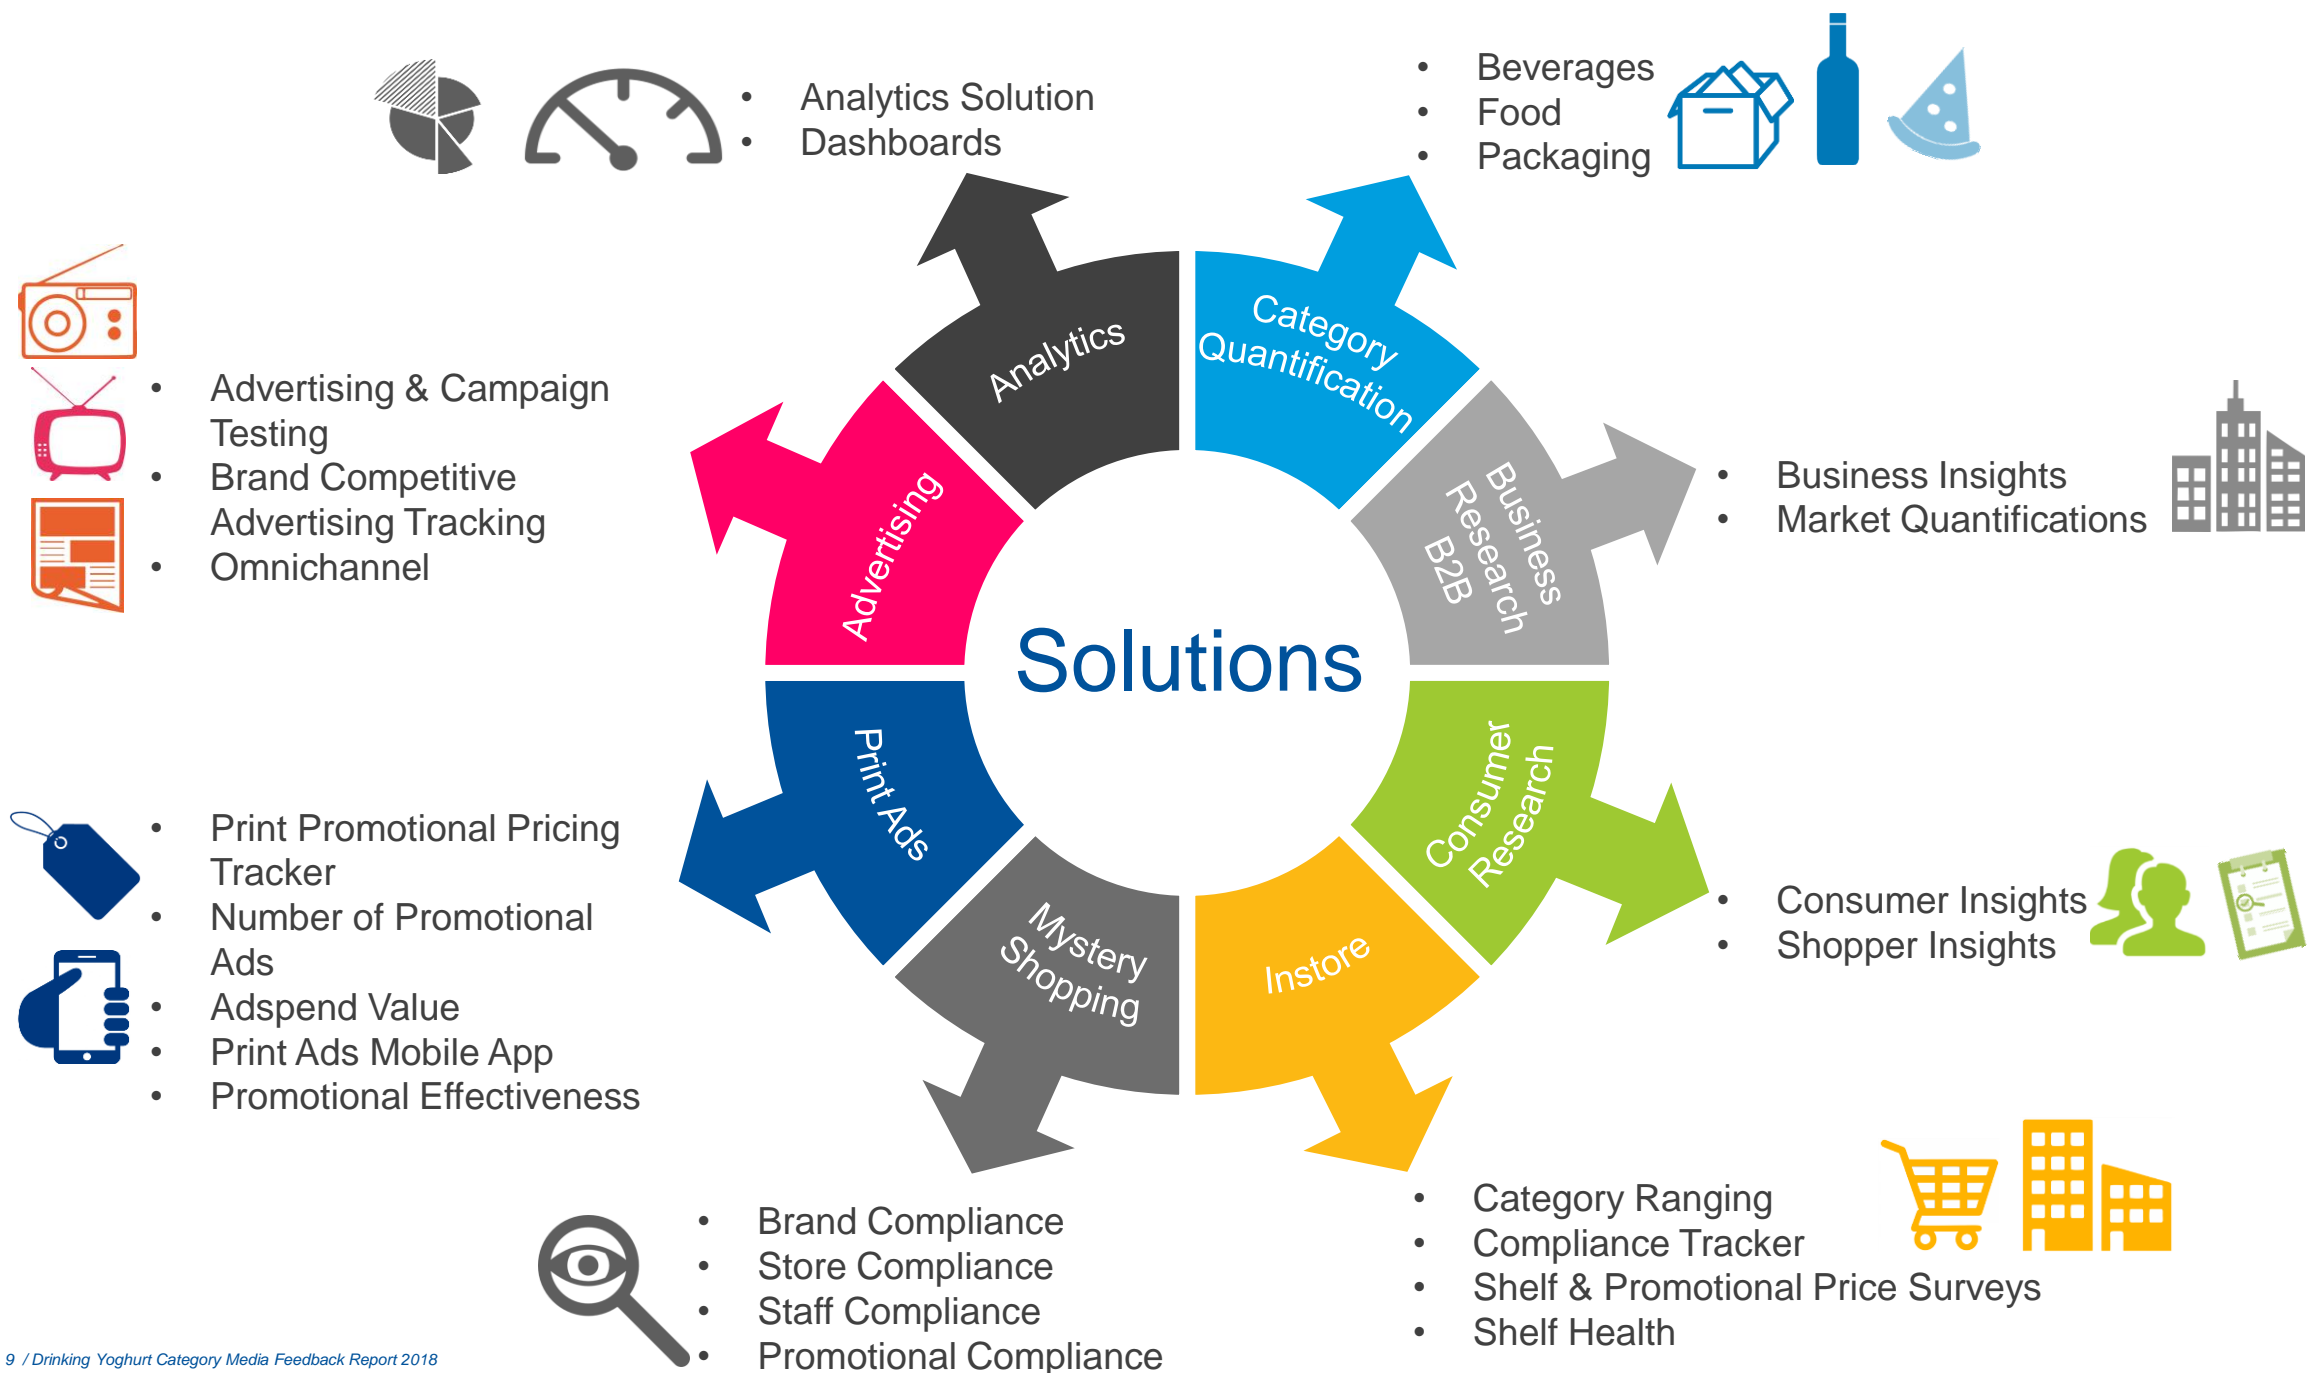 • Analytics Solution
• Dashboards
• Beverages
• Food
• Packaging
• Advertising & Campaign
Testing
• Brand Competitive
Advertising Tracking
• Omnichannel
Analytics
Category
Quantification
Business
Research
B2B
Advertising
Solutions
• Business Insights
• Market Quantifications
Print Ads
Consumer
Research
Mystery
Shopping
Instore
• Print Promotional Pricing
Tracker
• Number of Promotional
Ads
• Adspend Value
• Print Ads Mobile App
• Promotional Effectiveness
• Consumer Insights
• Shopper Insights
• Brand Compliance
• Store Compliance
• Staff Compliance
• Promotional Compliance
• Category Ranging
• Compliance Tracker
• Shelf & Promotional Price Surveys
• Shelf Health
9 / Drinking Yoghurt Category Media Feedback Report 2018